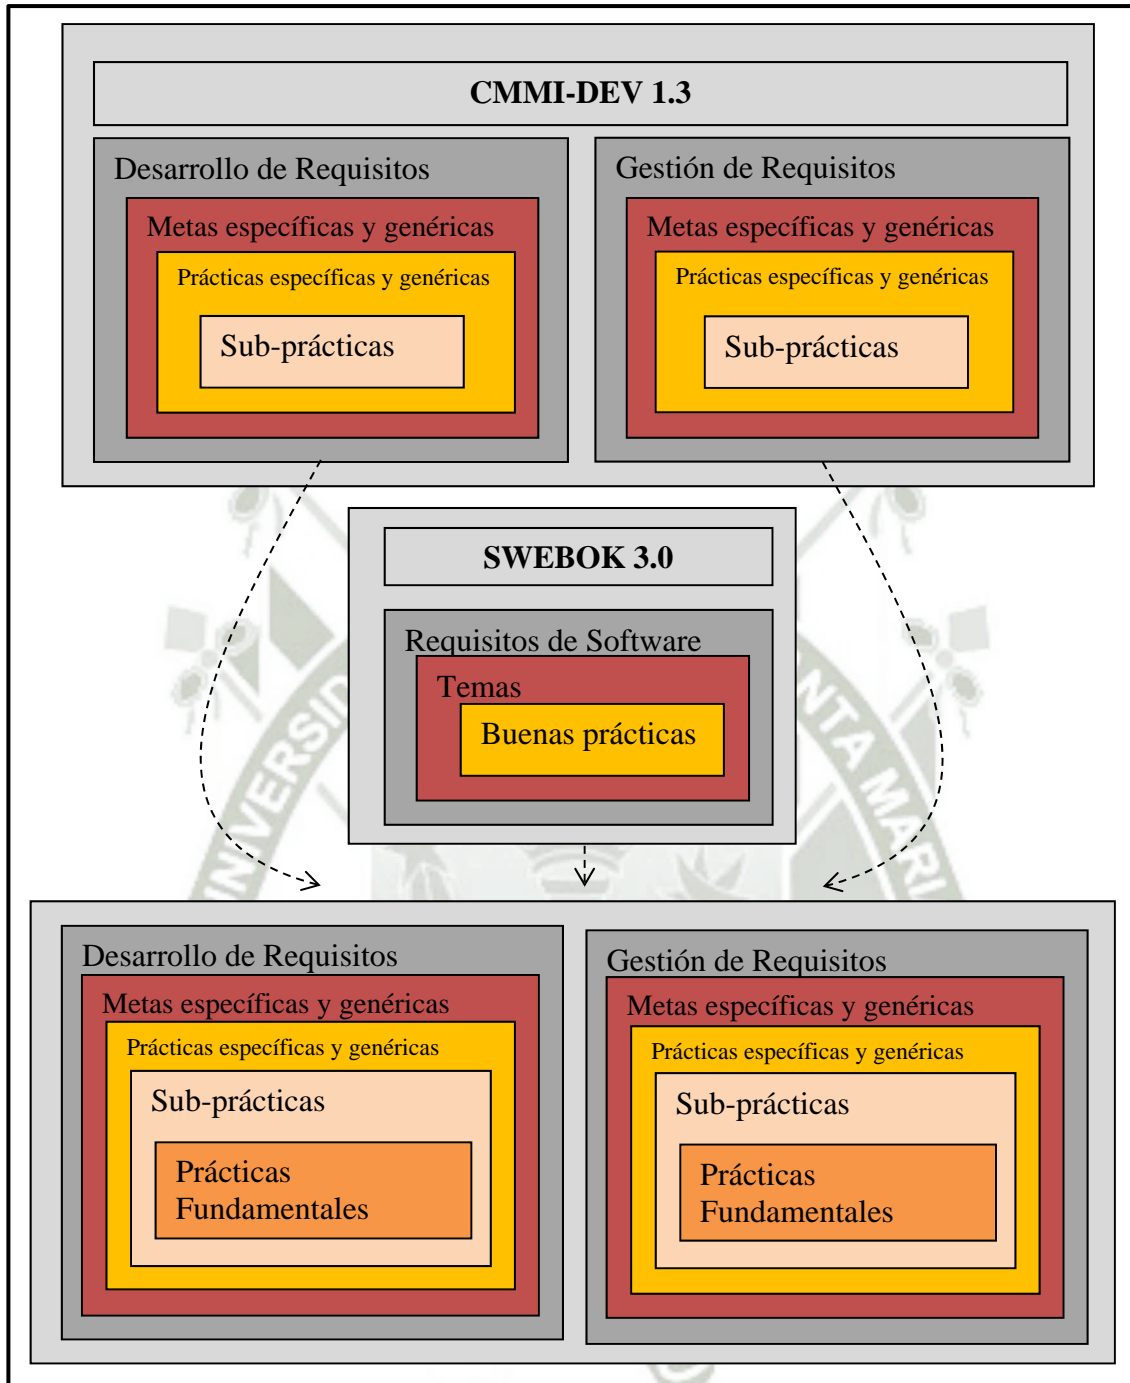 CMMI-DEV 1.3
Desarrollo de Requisitos
Metas específicas y genéricas
Prácticas específicas y genéricas
Sub-prácticas
Gestión de Requisitos
Metas específicas y genéricas
Prácticas específicas y genéricas
Sub-prácticas
SWEBOK 3.0
Requisitos de Software
Temas
Buenas prácticas
Desarrollo de Requisitos
Metas específicas y genéricas
Prácticas específicas y genéricas
Sub-prácticas
Prácticas
Fundamentales
Gestión de Requisitos
Metas específicas y genéricas
Prácticas específicas y genéricas
Sub-prácticas
Prácticas
Fundamentales